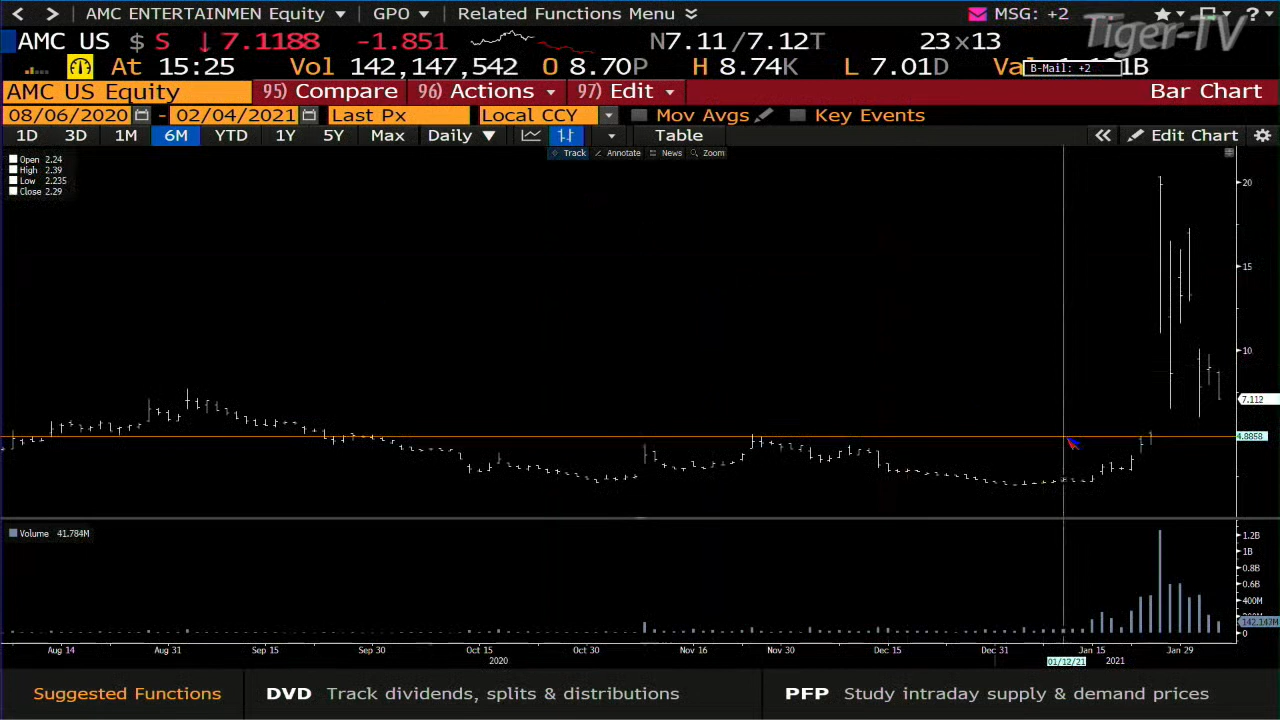 AMC ENTERTAINMEN Equity GPO Related Functions Menu MSG: +2 ?
Tiger-TV
AMC US $ S ↓7.1188 -1.851 N7.11/7.12T 23x13
B-Mail: +2
At 15:25 Vol 142,147,542 O 8.70P H 8.74K L 7.01D
AMC US Equity 95) Compare 96) Actions 97) Edit Bar Chart
08/06/2020 - 02/04/2021 Last Px Local CCY Mov Avgs Key Events
1D 3D 1M 6M YTD 1Y 5Y Max Daily ▼ Table « Edit Chart
Track Annotate News Zoom
Open 2.24
High 2.39
Low 2.235
Close 2.29
20
15
10
7.112
4.8858
Volume 41.784M
1.2B
1B
0.8B
0.6B
400M
142.147M
0
Aug 14 Aug 31 Sep 15 Sep 30 Oct 15 Oct 30 Nov 16 Nov 30 Dec 15 Dec 31 Jan 15 Jan 29
2020 01/12/21 2021
Suggested Functions DVD Track dividends, splits & distributions PFP Study intraday supply & demand prices